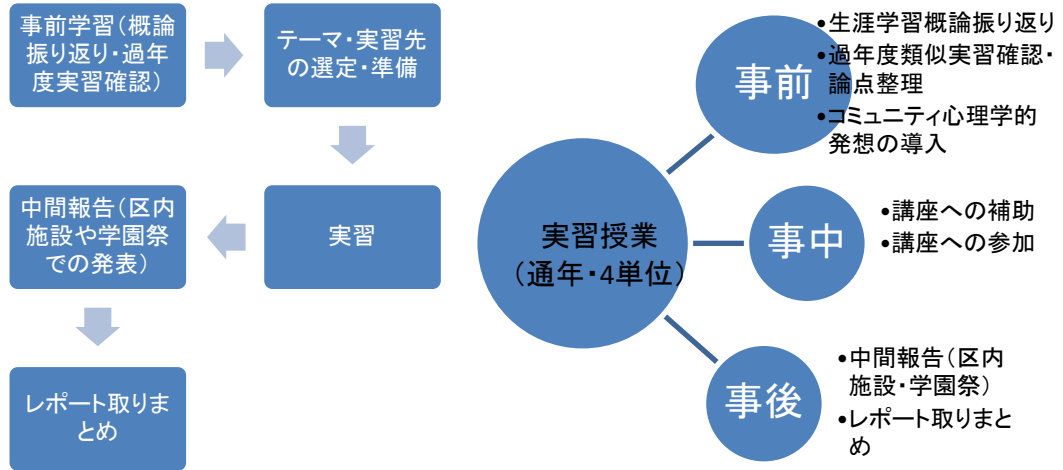 事前学習(概論
振り返り・過年
度実習確認)
テーマ・実習先
の選定・準備
実習
中間報告(区内
施設や学園祭
での発表)
レポート取りま
とめ
実習授業
(通年・4単位)
事前
•生涯学習概論振り返り
•過年度類似実習確認・
論点整理
•コミュニティ心理学的
発想の導入
事中
•講座への補助
•講座への参加
事後
•中間報告(区内
施設・学園祭)
•レポート取りまと
め